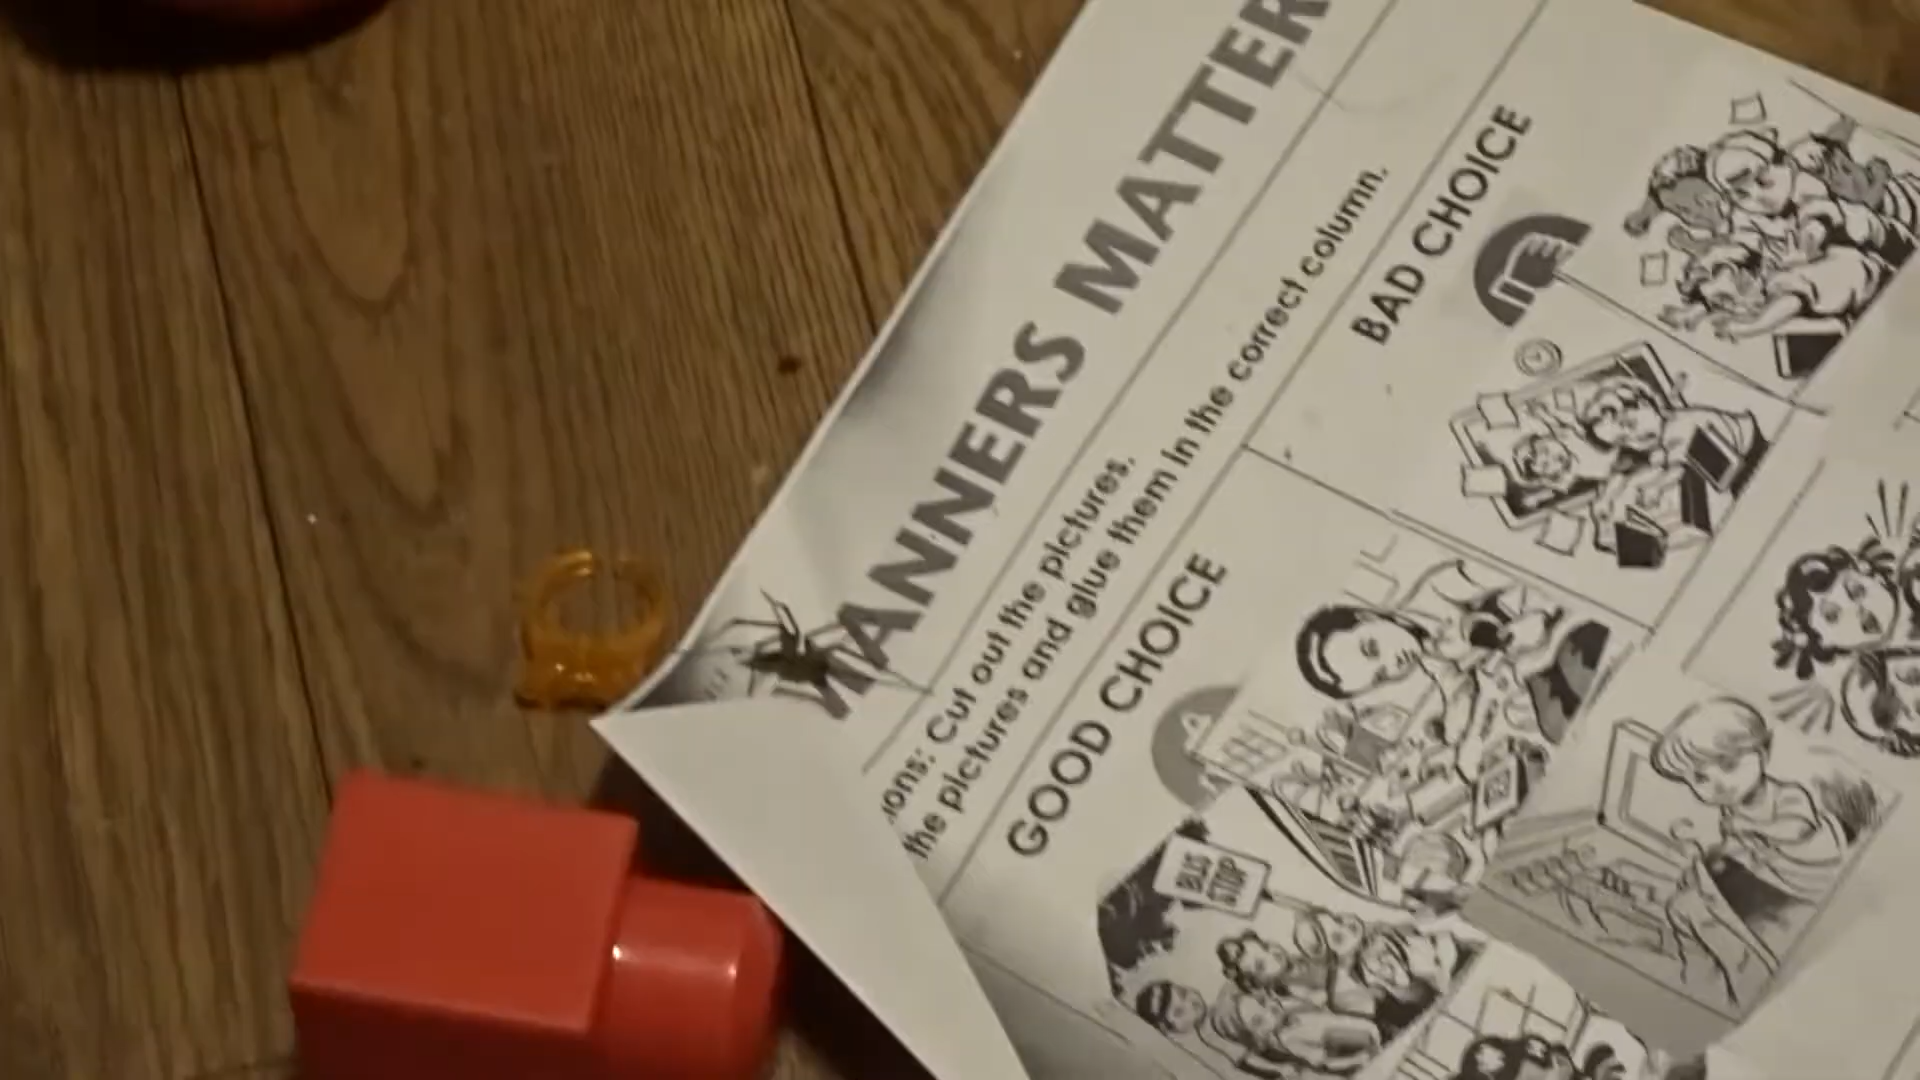 MANNERS MATTER
ons: Cut out the pictures.
the pictures and glue them in the correct column.
GOOD CHOICE
BAD CHOICE
BUS
STOP